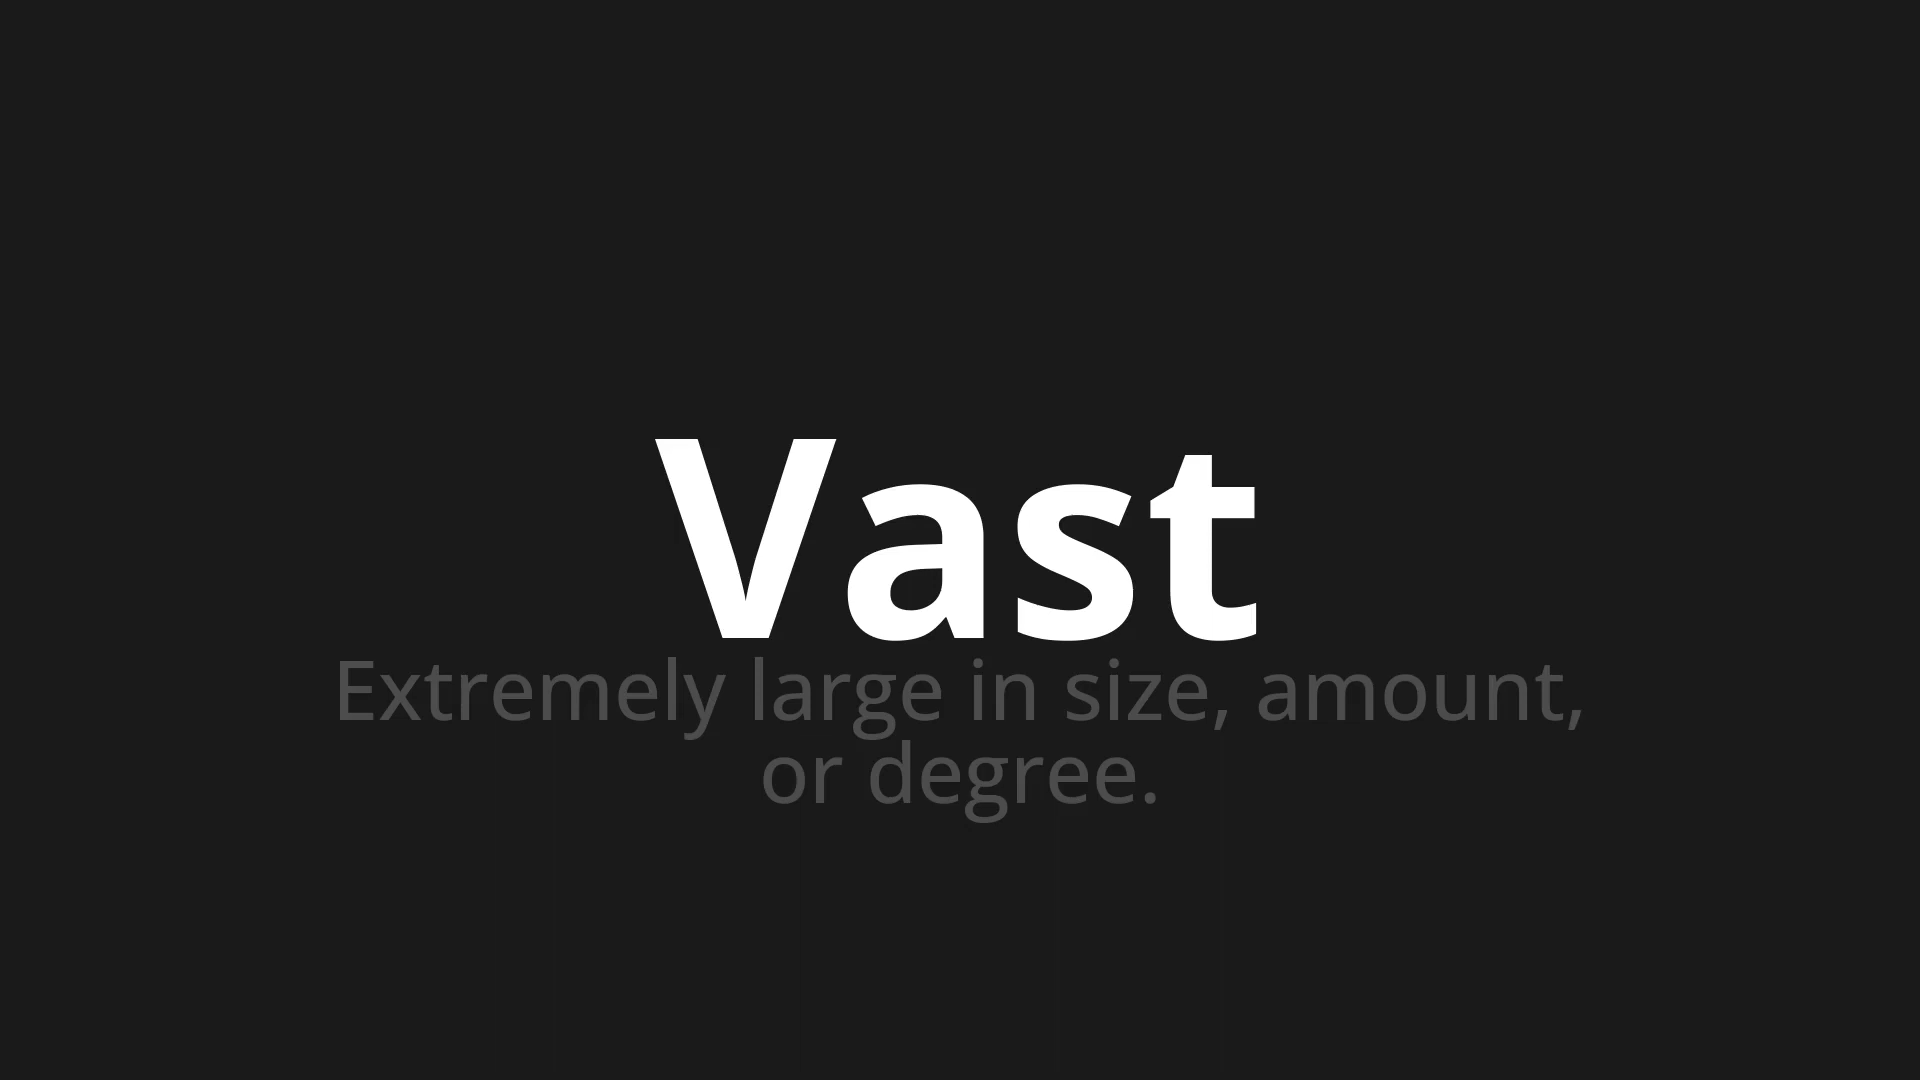 Vast
Extremely large in size, amount,
or degree.